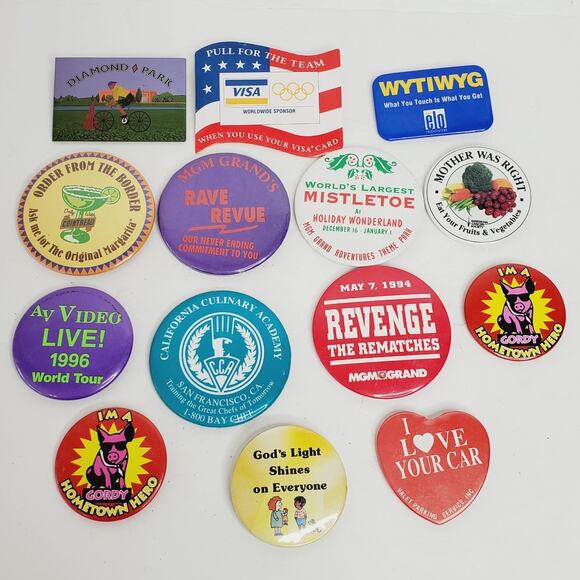 DIAMOND PARK
PULL FOR THE TEAM
VISA
WORLDWIDE SPONSOR
WHEN YOU USE YOUR VISA CARD
WYTIWYG
What You Touch Is What You Get
elo
ORDER FROM THE BORDER
COINTREAU
Ask me for The Original Margarita
MGM GRAND'S
RAVE
REVUE
OUR NEVER ENDING
COMMITMENT TO YOU
WORLD'S LARGEST
MISTLETOE
At
HOLIDAY WONDERLAND
DECEMBER 16 - JANUARY 1
MGM GRAND ADVENTURES THEME PARK
MOTHER WAS RIGHT
Eat Your Fruits & Vegetables
AV VIDEO
LIVE!
1996
World Tour
CALIFORNIA CULINARY ACADEMY
CCA
SAN FRANCISCO, CA.
Training the Great Chefs of Tomorrow
1-800 BAY CHEF
MAY 7, 1994
REVENGE
THE REMATCHES
MGM GRAND
I'M A
GORDY
HOMETOWN HERO
I'M A
GORDY
HOMETOWN HERO
God's Light
Shines
on Everyone
I
LOVE
YOUR CAR
VALET PARKING SERVICE INC.